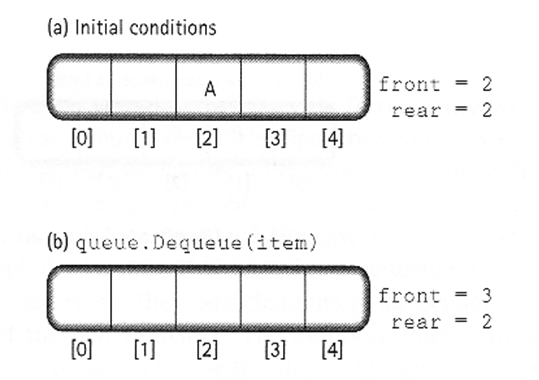 (a) Initial conditions
A
front = 2
rear = 2
[0] [1] [2] [3] [4]
(b) queue.Dequeue(item)
front = 3
rear = 2
[0] [1] [2] [3] [4]